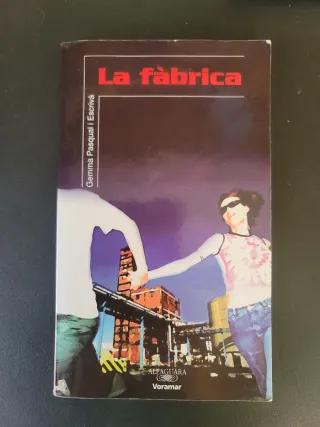 La fàbrica
Gemma Pasqual i Escrivà
ALFAGUARA
Voramar